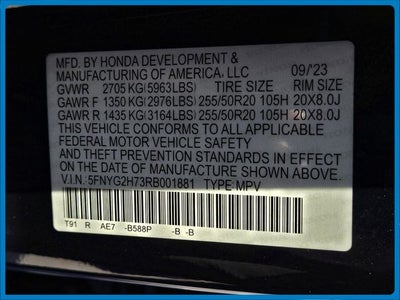 MFD. BY HONDA DEVELOPMENT &
MANUFACTURING OF AMERICA, LLC 09/'23
GVWR 2705 KG(5963LBS) TIRE SIZE RIM SIZE
GAWR F 1350 KG(2976LBS) 255/50R20 105H 20X8.0J
GAWR R 1435 KG(3164LBS) 255/50R20 105H 20X8.0J
THIS VEHICLE CONFORMS TO ALL APPLICABLE
FEDERAL MOTOR VEHICLE SAFETY
AND THEFT PREVENTION STANDARDS IN EFFECT
ON THE DATE OF MANUFACTURE SHOWN ABOVE.
V.I.N.:5FNYG2H73RB001881 TYPE:MPV
T91 R AE7 -B588P -B -B